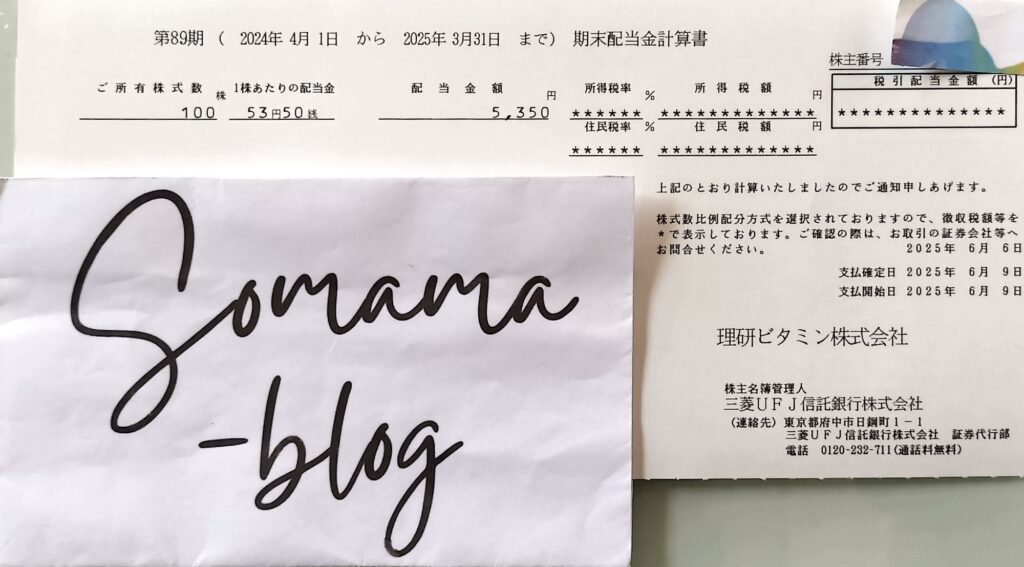 第89期 ( 2024年 4月 1日 から 2025年 3月31日 まで) 期末配当金計算書
株主番号
ご所有株式数 株 1株あたりの配当金 配当金額 円 所得税率 % 所得税額 円 税引配当金額 (円)
100 53円50銭 5,350 ****** ************* **************
住民税率 % 住民税額 円
****** *************
上記のとおり計算いたしましたのでご通知申しあげます。
株式数比例配分方式を選択されておりますので、徴収税額等を
*で表示しております。ご確認の際は、お取引の証券会社等へ
お問合せください。 2025年 6月 6日
支払確定日 2025年 6月 9日
支払開始日 2025年 6月 9日
理研ビタミン株式会社
株主名簿管理人
三菱UFJ信託銀行株式会社
(連絡先) 東京都府中市日鋼町1-1
三菱UFJ信託銀行株式会社 証券代行部
電話 0120-232-711(通話料無料)
Somama
-blog